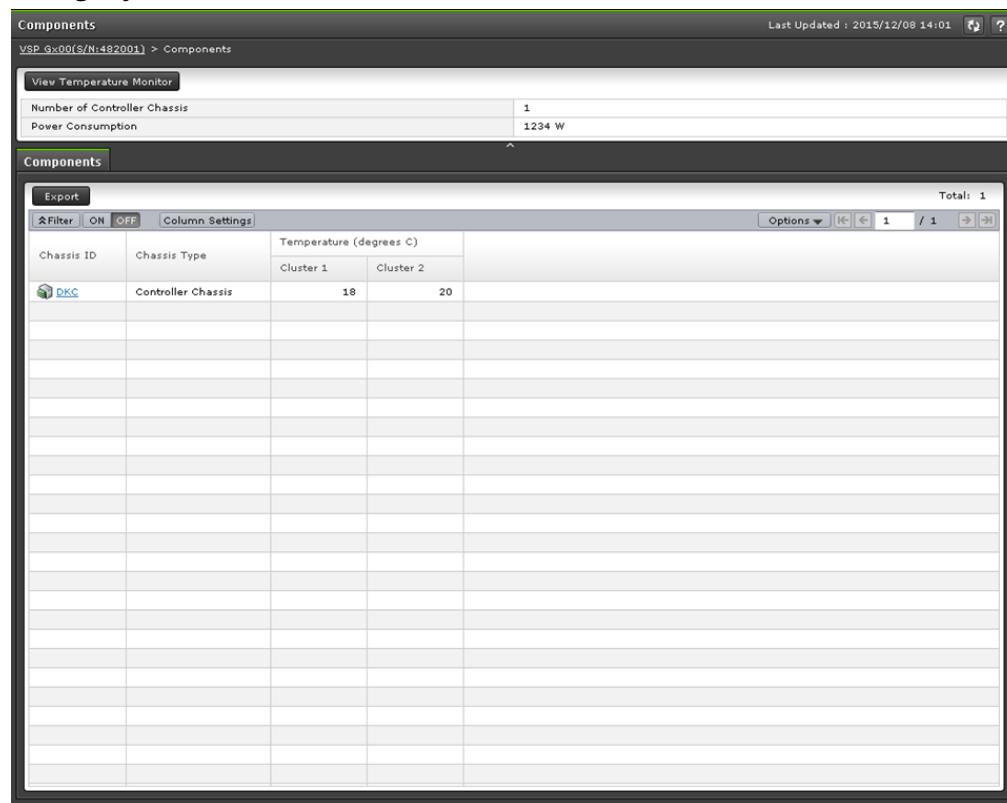 Components Last Updated : 2015/12/08 14:01 ?
VSP Gx00(S/N:482001) > Components
View Temperature Monitor
Number of Controller Chassis 1
Power Consumption 1234 W
Components
Export Total: 1
Filter ON OFF Column Settings Options 1 / 1
Chassis ID Chassis Type Temperature (degrees C)
Cluster 1 Cluster 2
DKC Controller Chassis 18 20